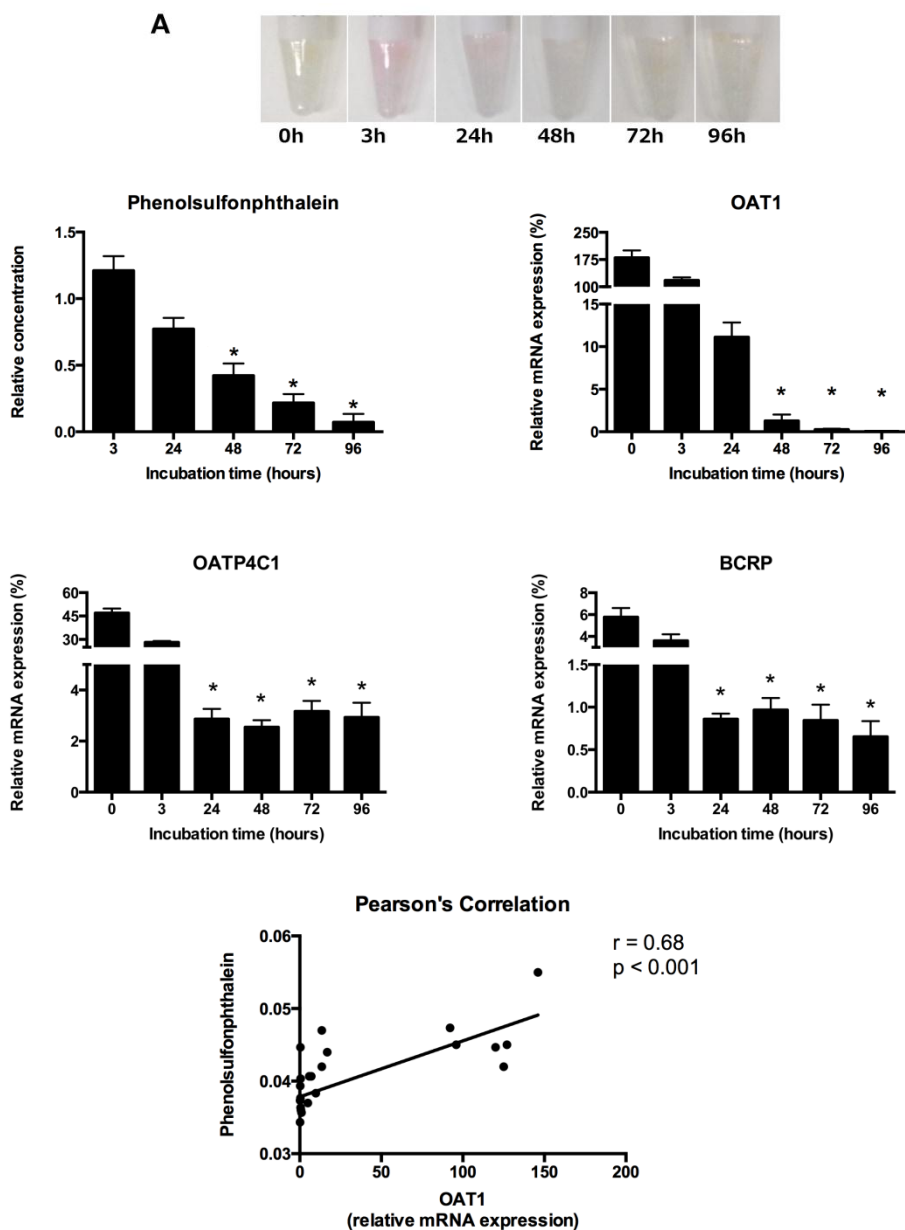 A
0h 3h 24h 48h 72h 96h
Phenolsulfonphthalein
Relative concentration
1.5
1.0
0.5
0.0
* * *
3 24 48 72 96
Incubation time (hours)
OAT1
Relative mRNA expression (%)
250
175
100
15
10
5
0
* * *
0 3 24 48 72 96
Incubation time (hours)
OATP4C1
Relative mRNA expression (%)
60
45
30
4
2
0
* * * *
0 3 24 48 72 96
Incubation time (hours)
BCRP
Relative mRNA expression (%)
8
6
4
1.5
1.0
0.5
0.0
* * * *
0 3 24 48 72 96
Incubation time (hours)
Pearson's Correlation
r = 0.68
p < 0.001
Phenolsulfonphthalein
0.06
0.05
0.04
0.03
0 50 100 150 200
OAT1
(relative mRNA expression)